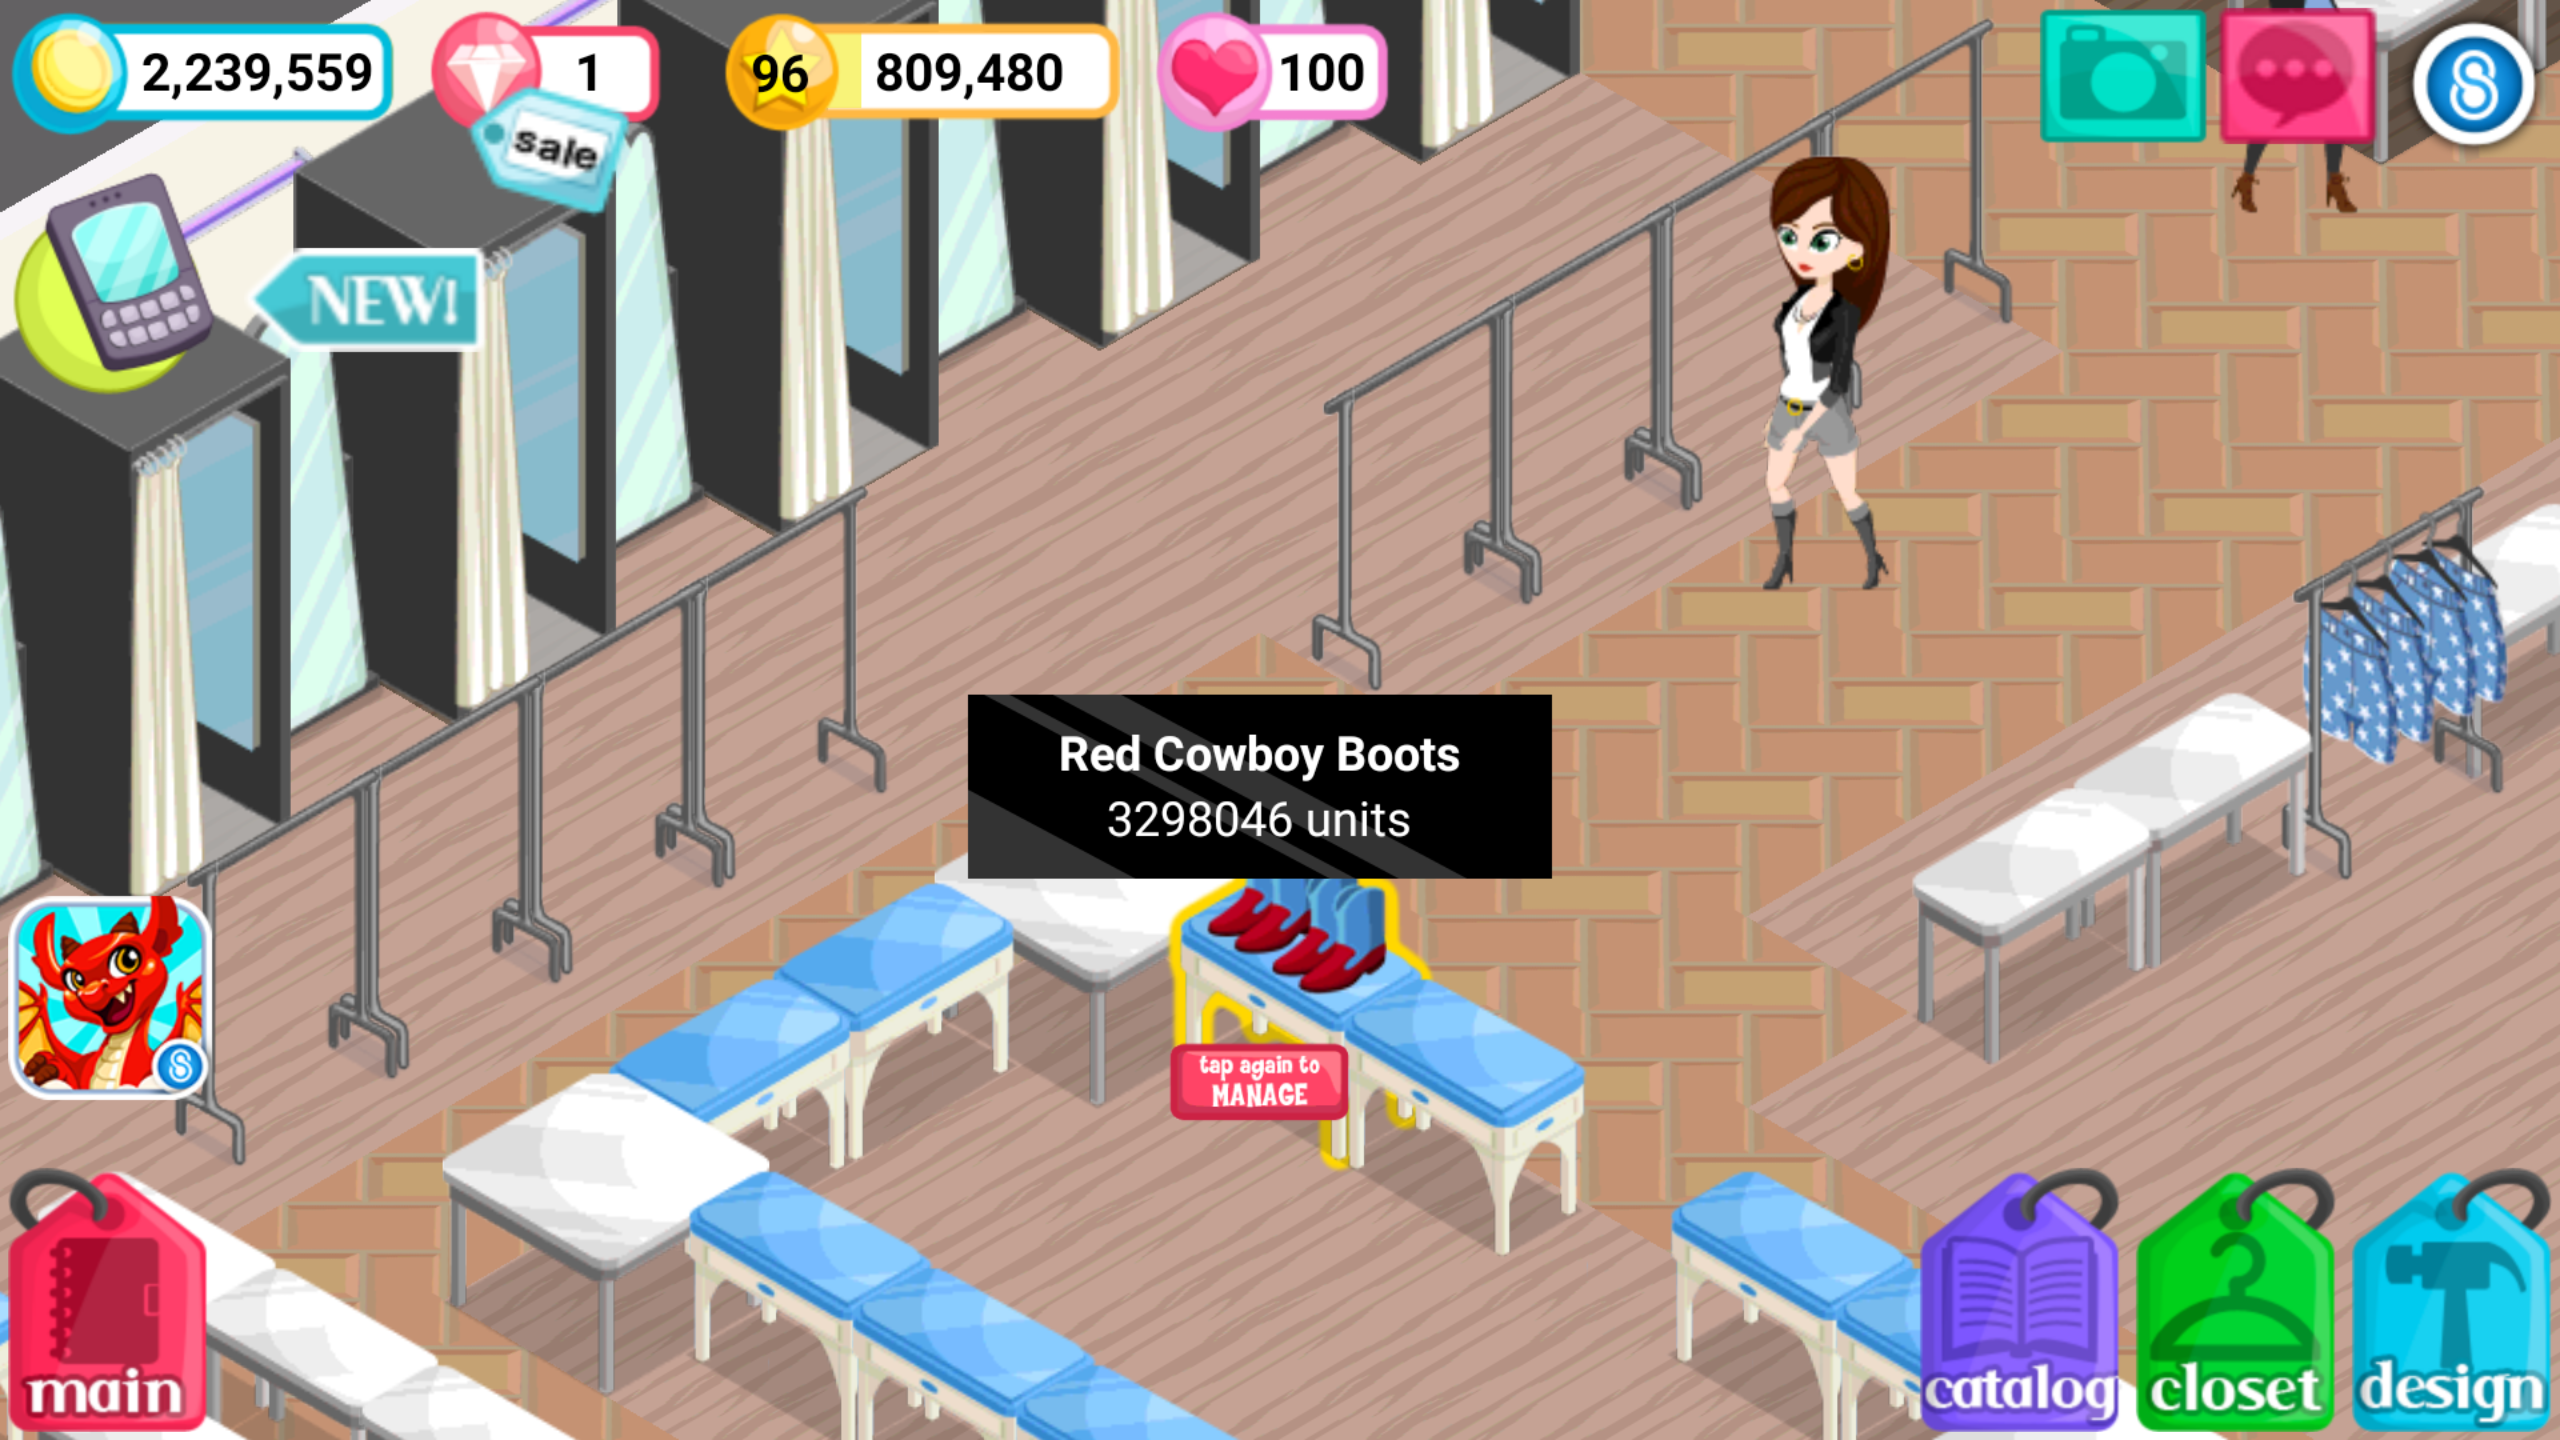 2,239,559
1
96
809,480
100
sale
NEW!
Red Cowboy Boots
3298046 units
tap again to
MANAGE
main
catalog
closet
design